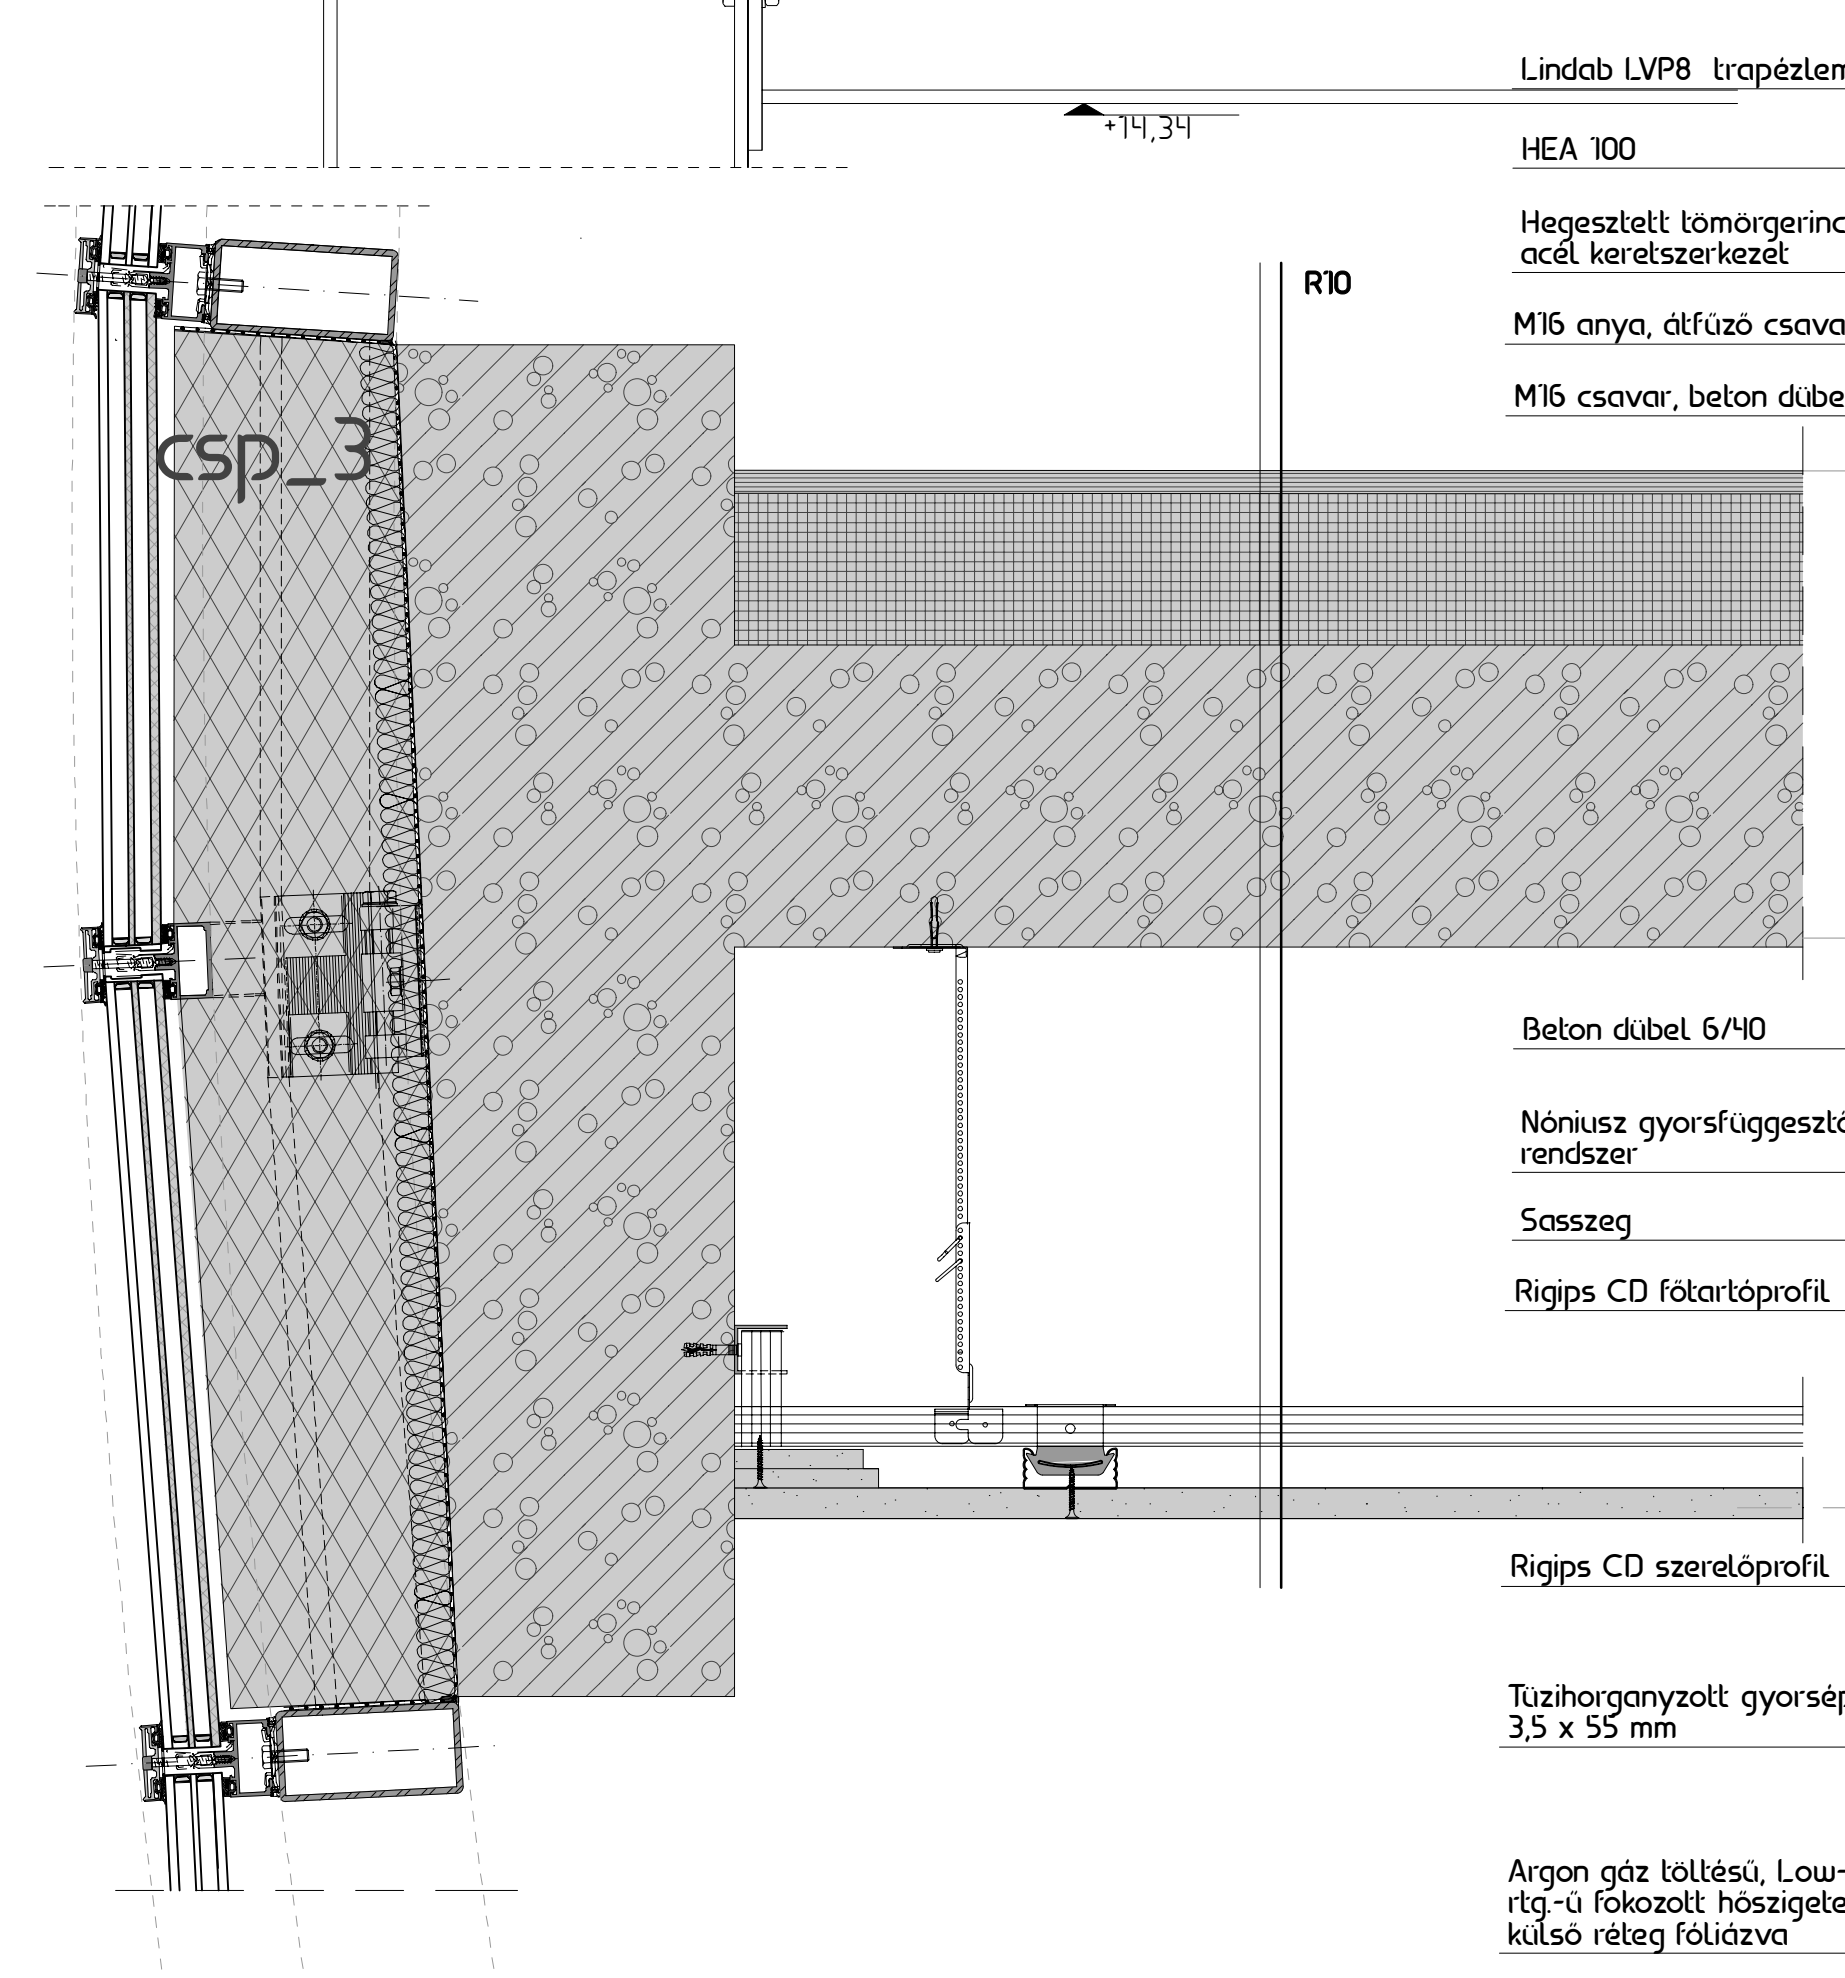 Lindab LVP8 trapézlem
+14,34
HEA 100
Hegesztett tömörgerinc
acél keretszerkezet
R10
M16 anya, átfűző csava
M16 csavar, beton dübe
csp_3
Beton dübel 6/40
Nóniusz gyorsfüggesztő
rendszer
Sasszeg
Rigips CD főtartóprofil
Rigips CD szerelőprofil
Tüzihorganyzott gyorsép
3,5 x 55 mm
Argon gáz töltésű, Low-
rtg.-ű fokozott hőszigete
külső réteg fóliázva